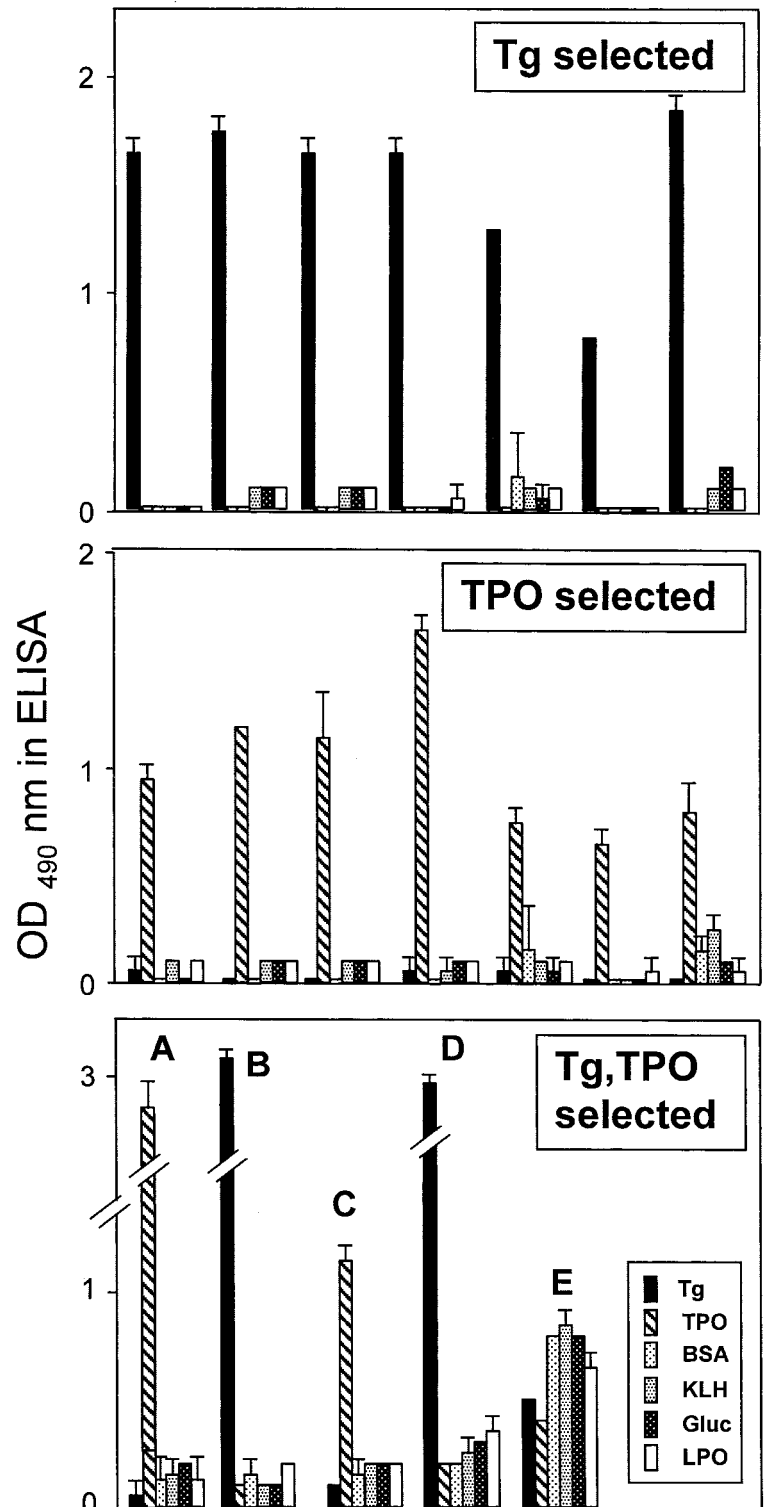 Tg selected
2
1
0
TPO selected
2
1
0
OD 490 nm in ELISA
Tg,TPO
selected
A
B
C
D
E
3
1
0
Tg
TPO
BSA
KLH
Gluc
LPO